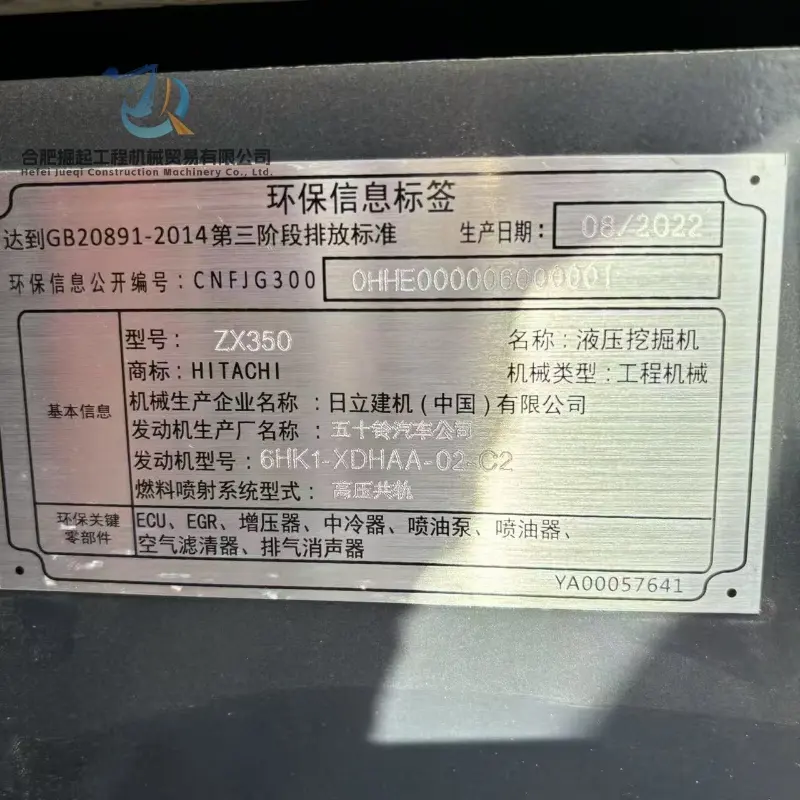 合肥掘起工程机械贸易有限公司
Hefei Jueqi Construction Machinery Co., Ltd.
环保信息标签
达到GB20891-2014第三阶段排放标准 生产日期: 08/2022
环保信息公开编号: CNFJG300 0HHE000006000001
基本信息
型号: ZX350 名称: 液压挖掘机
商标: HITACHI 机械类型: 工程机械
机械生产企业名称: 日立建机(中国)有限公司
发动机生产厂名称: 五十铃汽车公司
发动机型号: 6HK1-XDHAA-02-C2
燃料喷射系统型式: 高压共轨
环保关键
零部件
ECU、EGR、增压器、中冷器、喷油泵、喷油器、
空气滤清器、排气消声器
YA00057641